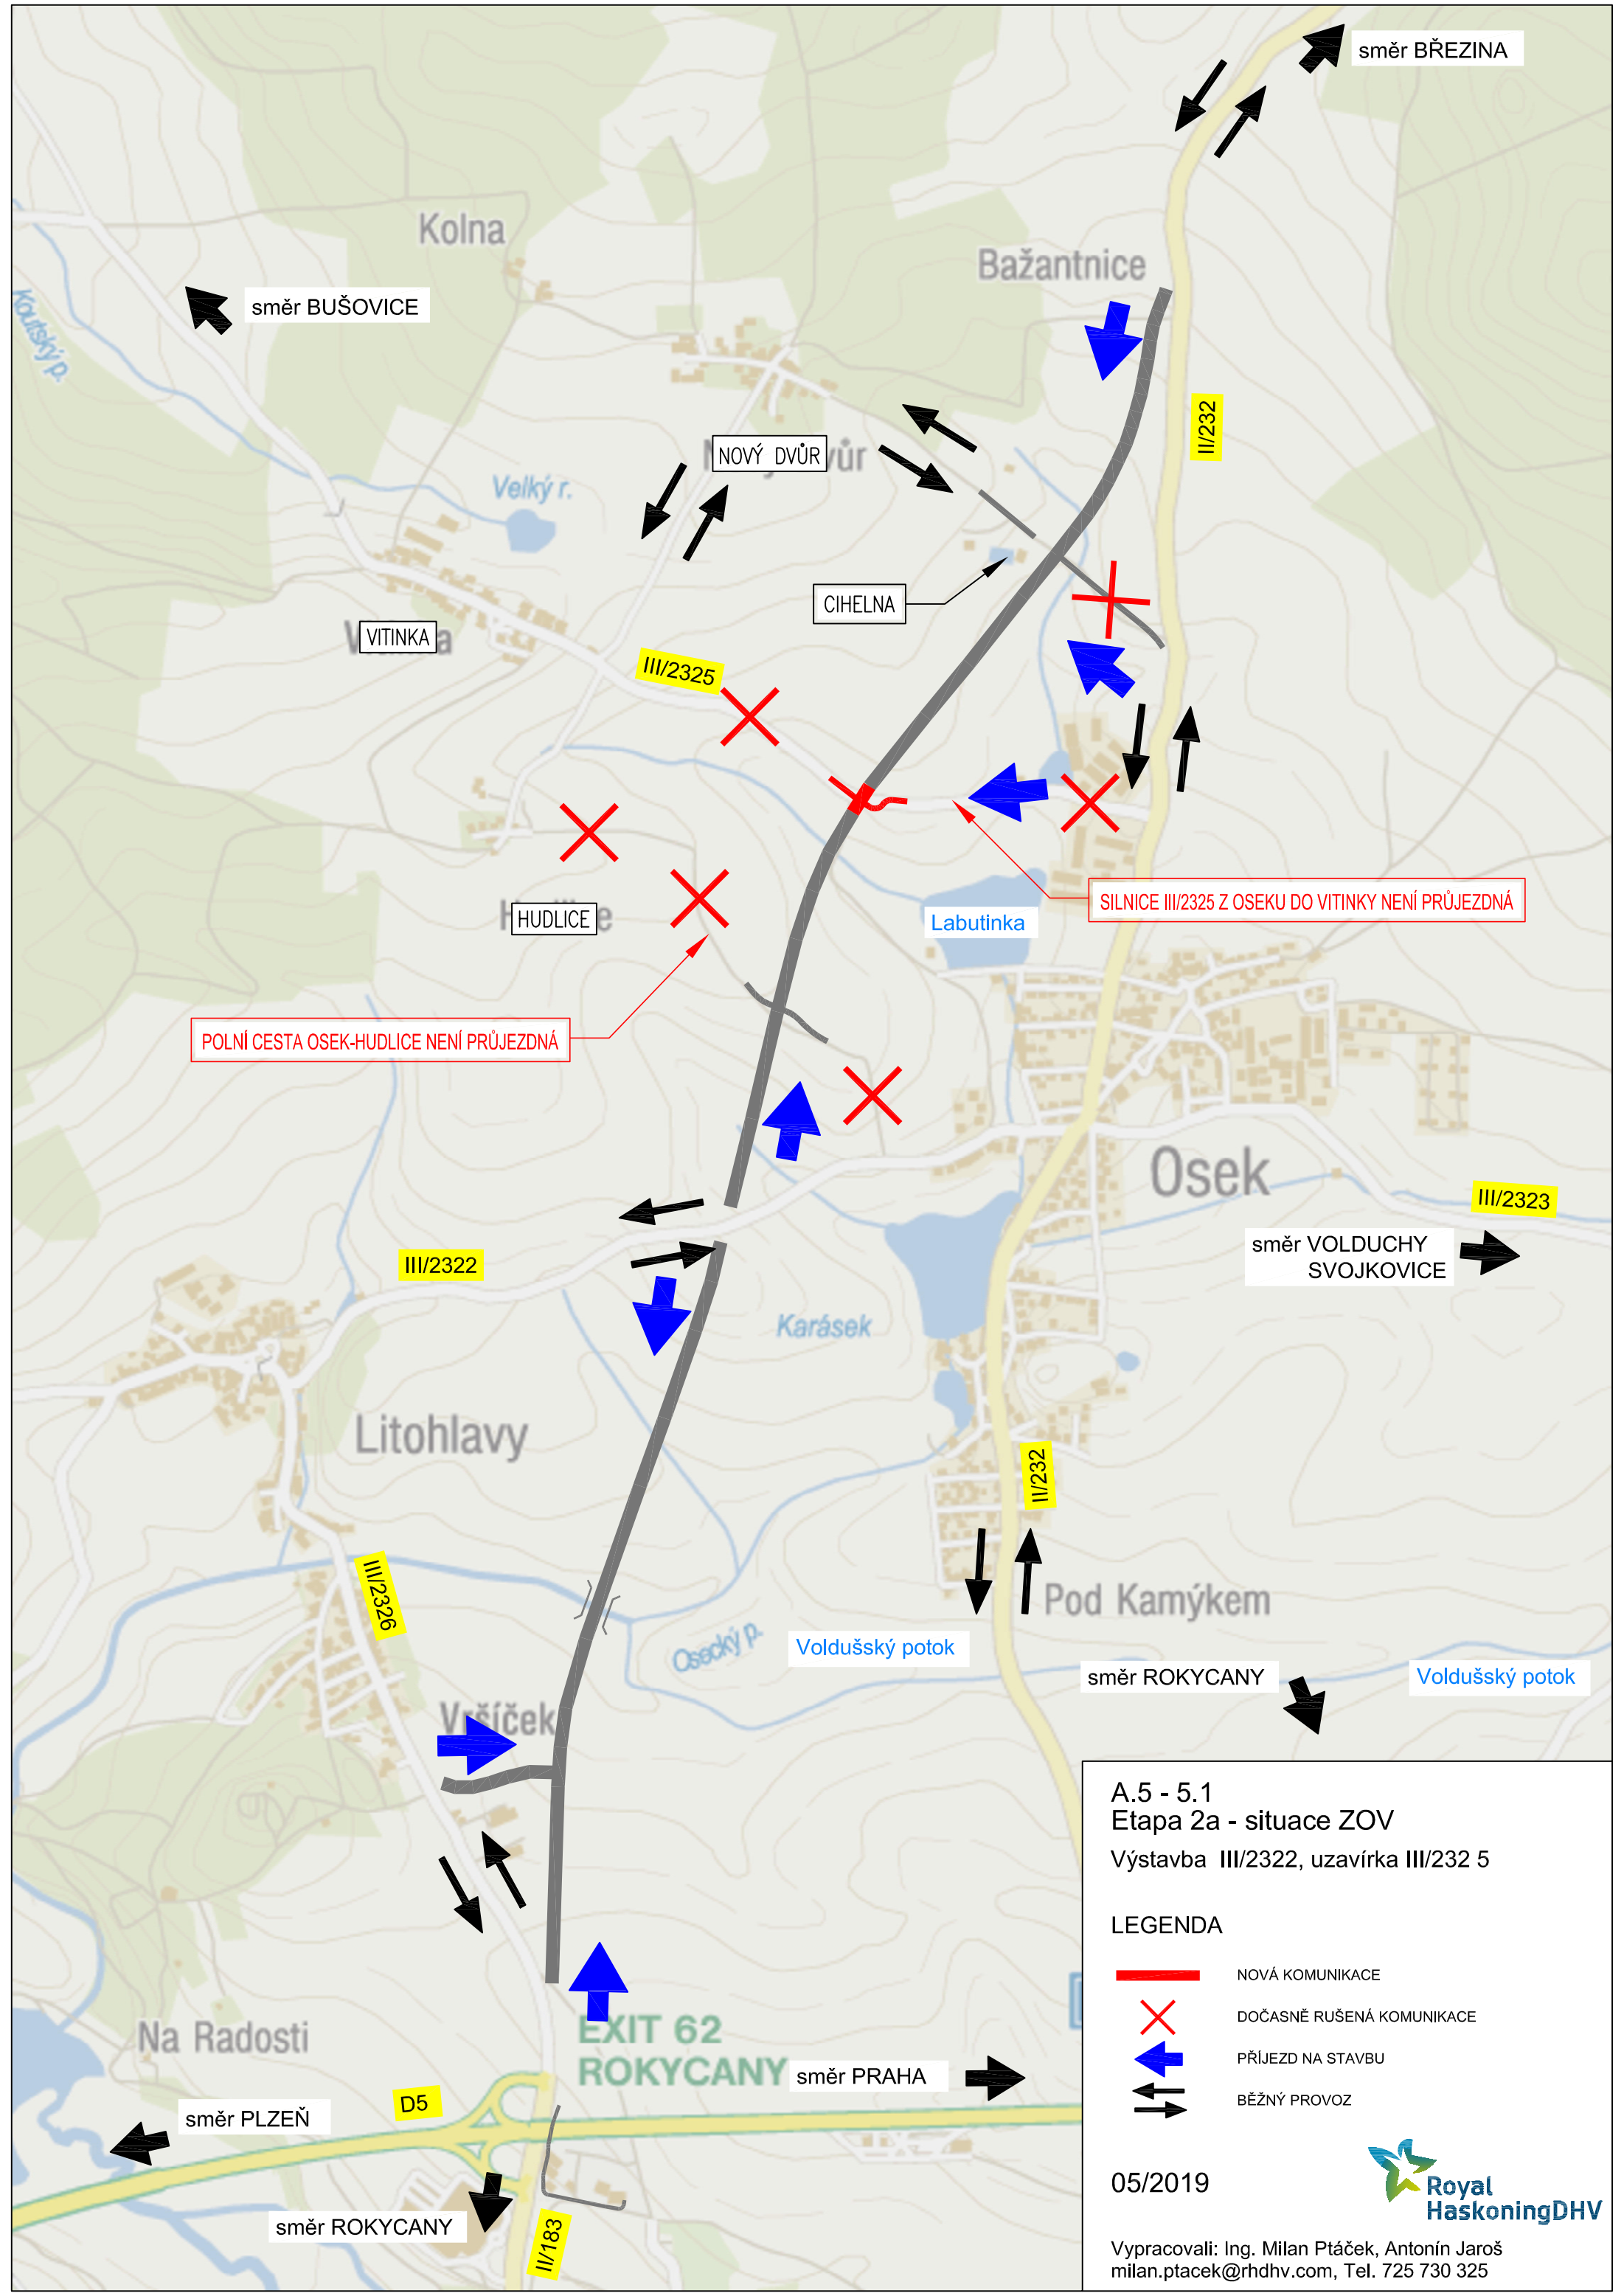 směr BŘEZINA
Kolna
Bažantnice
směr BUŠOVICE
Koutský p.
II/232
NOVÝ DVŮR
vůr
Velký r.
CIHELNA
VITINKA
III/2325
SILNICE III/2325 Z OSEKU DO VITINKY NENÍ PRŮJEZDNÁ
HUDLICE
Labutinka
POLNÍ CESTA OSEK-HUDLICE NENÍ PRŮJEZDNÁ
Osek
III/2323
směr VOLDUCHY
SVOJKOVICE
III/2322
Karásek
Litohlavy
II/232
III/2326
Pod Kamýkem
Osecký p.
Voldušský potok
směr ROKYCANY
Voldušský potok
Vršíček
A.5 - 5.1
Etapa 2a - situace ZOV
Výstavba III/2322, uzavírka III/232 5
LEGENDA
NOVÁ KOMUNIKACE
DOČASNĚ RUŠENÁ KOMUNIKACE
PŘÍJEZD NA STAVBU
BĚŽNÝ PROVOZ
Na Radosti
EXIT 62
ROKYCANY
směr PRAHA
D5
směr PLZEŇ
směr ROKYCANY
II/183
05/2019
Royal
HaskoningDHV
Vypracovali: Ing. Milan Ptáček, Antonín Jaroš
milan.ptacek@rhdhv.com, Tel. 725 730 325